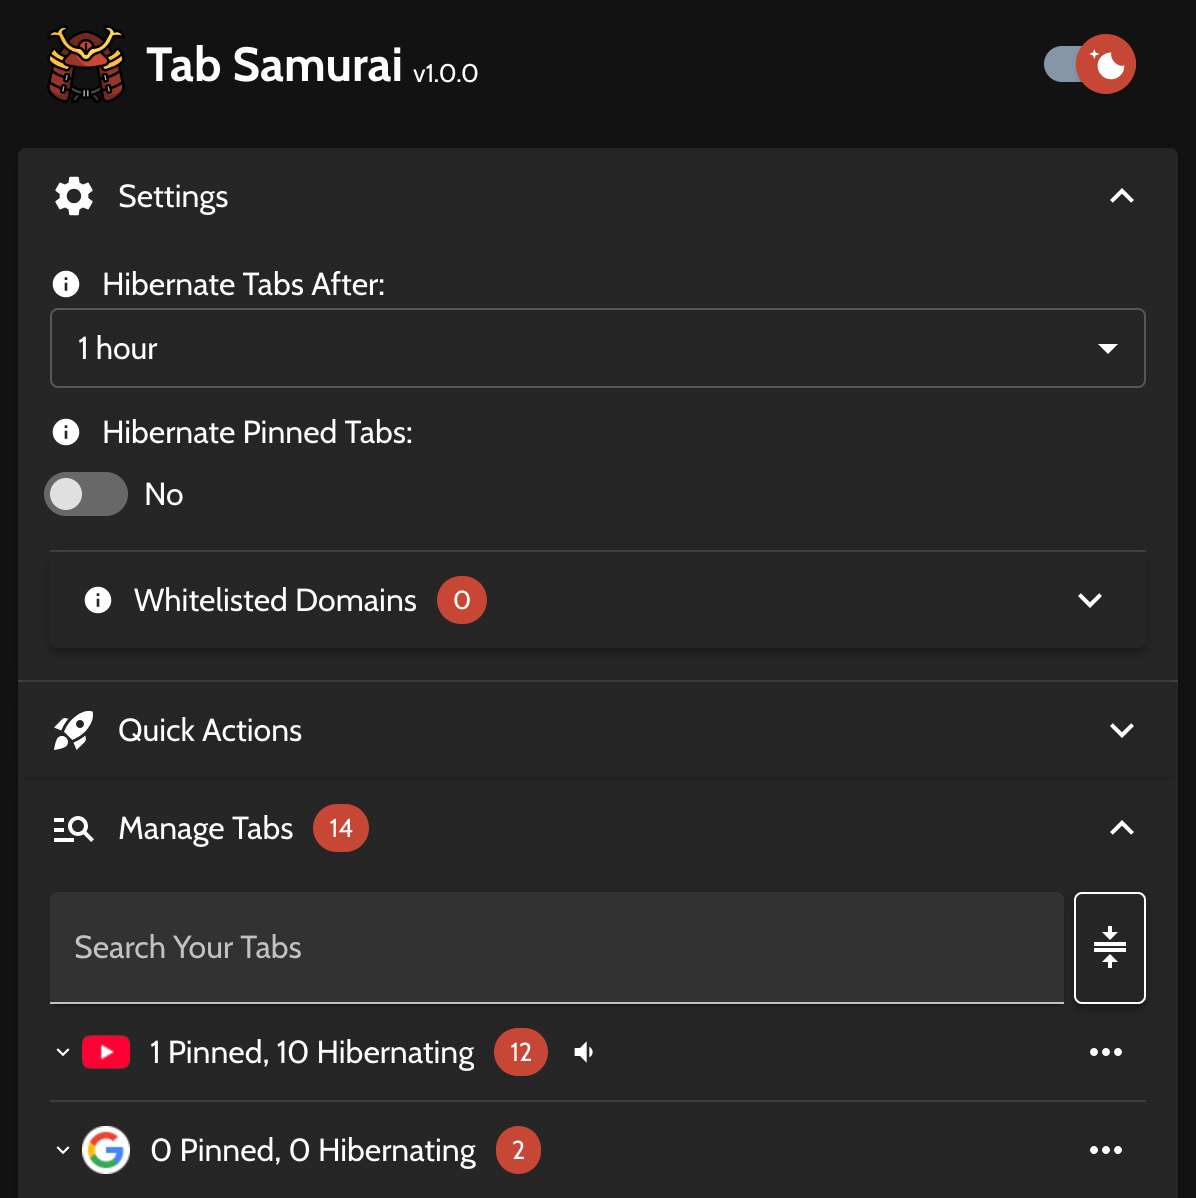 Tab Samurai v1.0.0
Settings
Hibernate Tabs After:
1 hour
Hibernate Pinned Tabs:
No
Whitelisted Domains 0
Quick Actions
Manage Tabs 14
Search Your Tabs
1 Pinned, 10 Hibernating 12
0 Pinned, 0 Hibernating 2